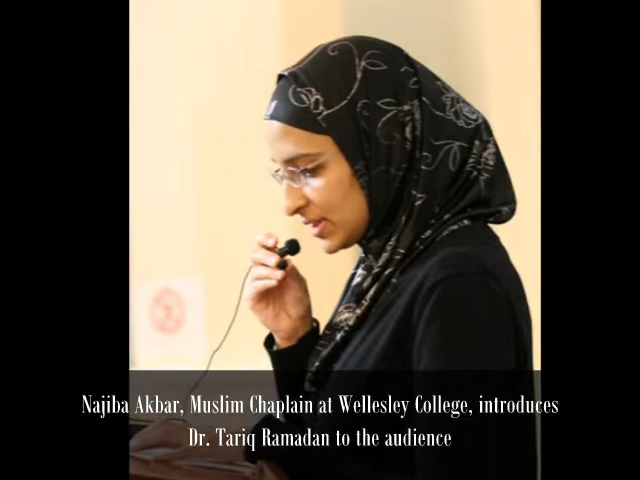 Najiba Akbar, Muslim Chaplain at Wellesley College, introduces
Dr. Tariq Ramadan to the audience